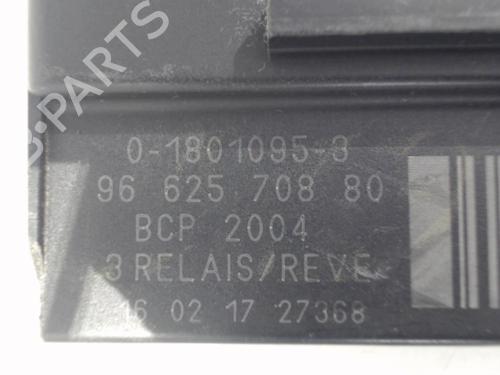 0-1801095-3
96 625 708 80
BCP 2004
3 RELAIS/REVE
16 02 17 27368
B-PARTS